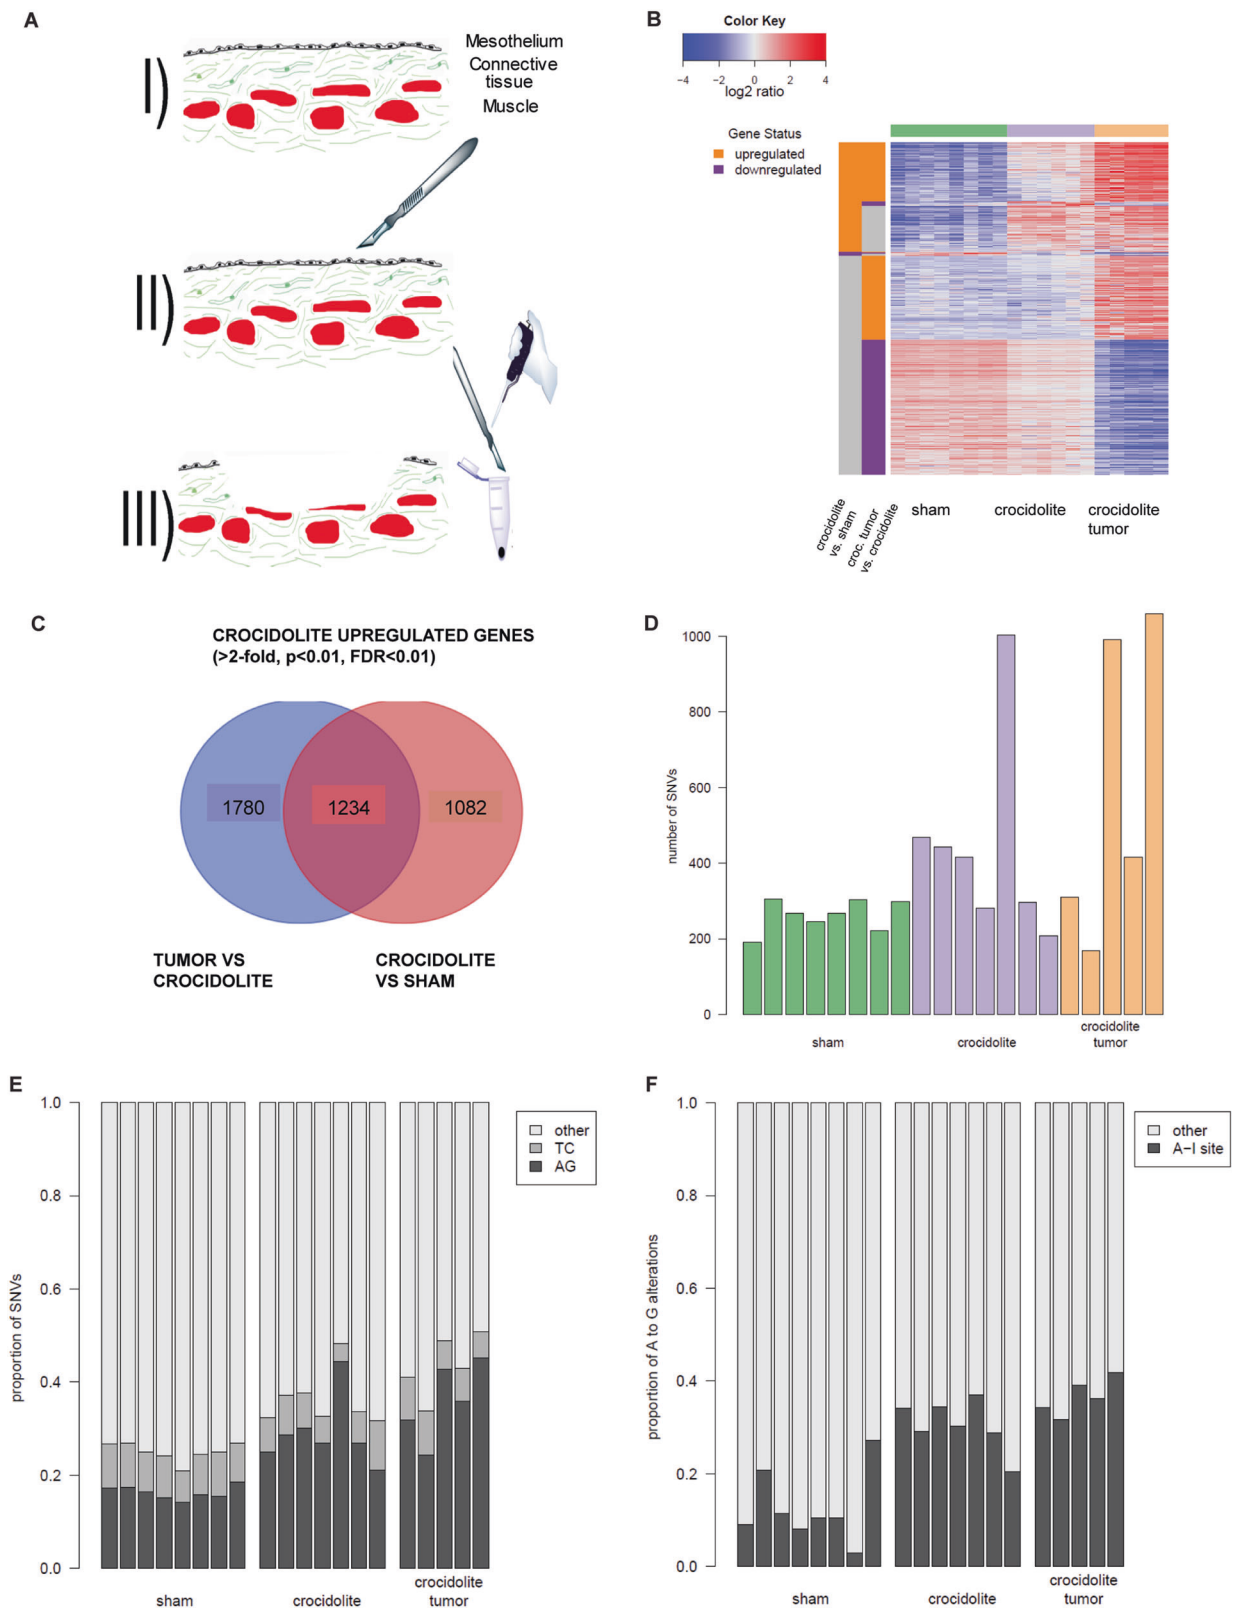 A
Mesothelium
Connective
tissue
Muscle
I)
II)
III)
B
Color Key
−4 −2 0 2 4
log2 ratio
Gene Status
upregulated
downregulated
crocidolite
vs. sham
croc. tumor
vs. crocidolite
sham
crocidolite
crocidolite
tumor
C
CROCIDOLITE UPREGULATED GENES
(>2-fold, p<0.01, FDR<0.01)
1780
1234
1082
TUMOR VS
CROCIDOLITE
CROCIDOLITE
VS SHAM
D
number of SNVs
1000
800
600
400
200
0
sham
crocidolite
crocidolite
tumor
E
proportion of SNVs
1.0
0.8
0.6
0.4
0.2
0.0
other
TC
AG
sham
crocidolite
crocidolite
tumor
F
proportion of A to G alterations
1.0
0.8
0.6
0.4
0.2
0.0
other
A−I site
sham
crocidolite
crocidolite
tumor